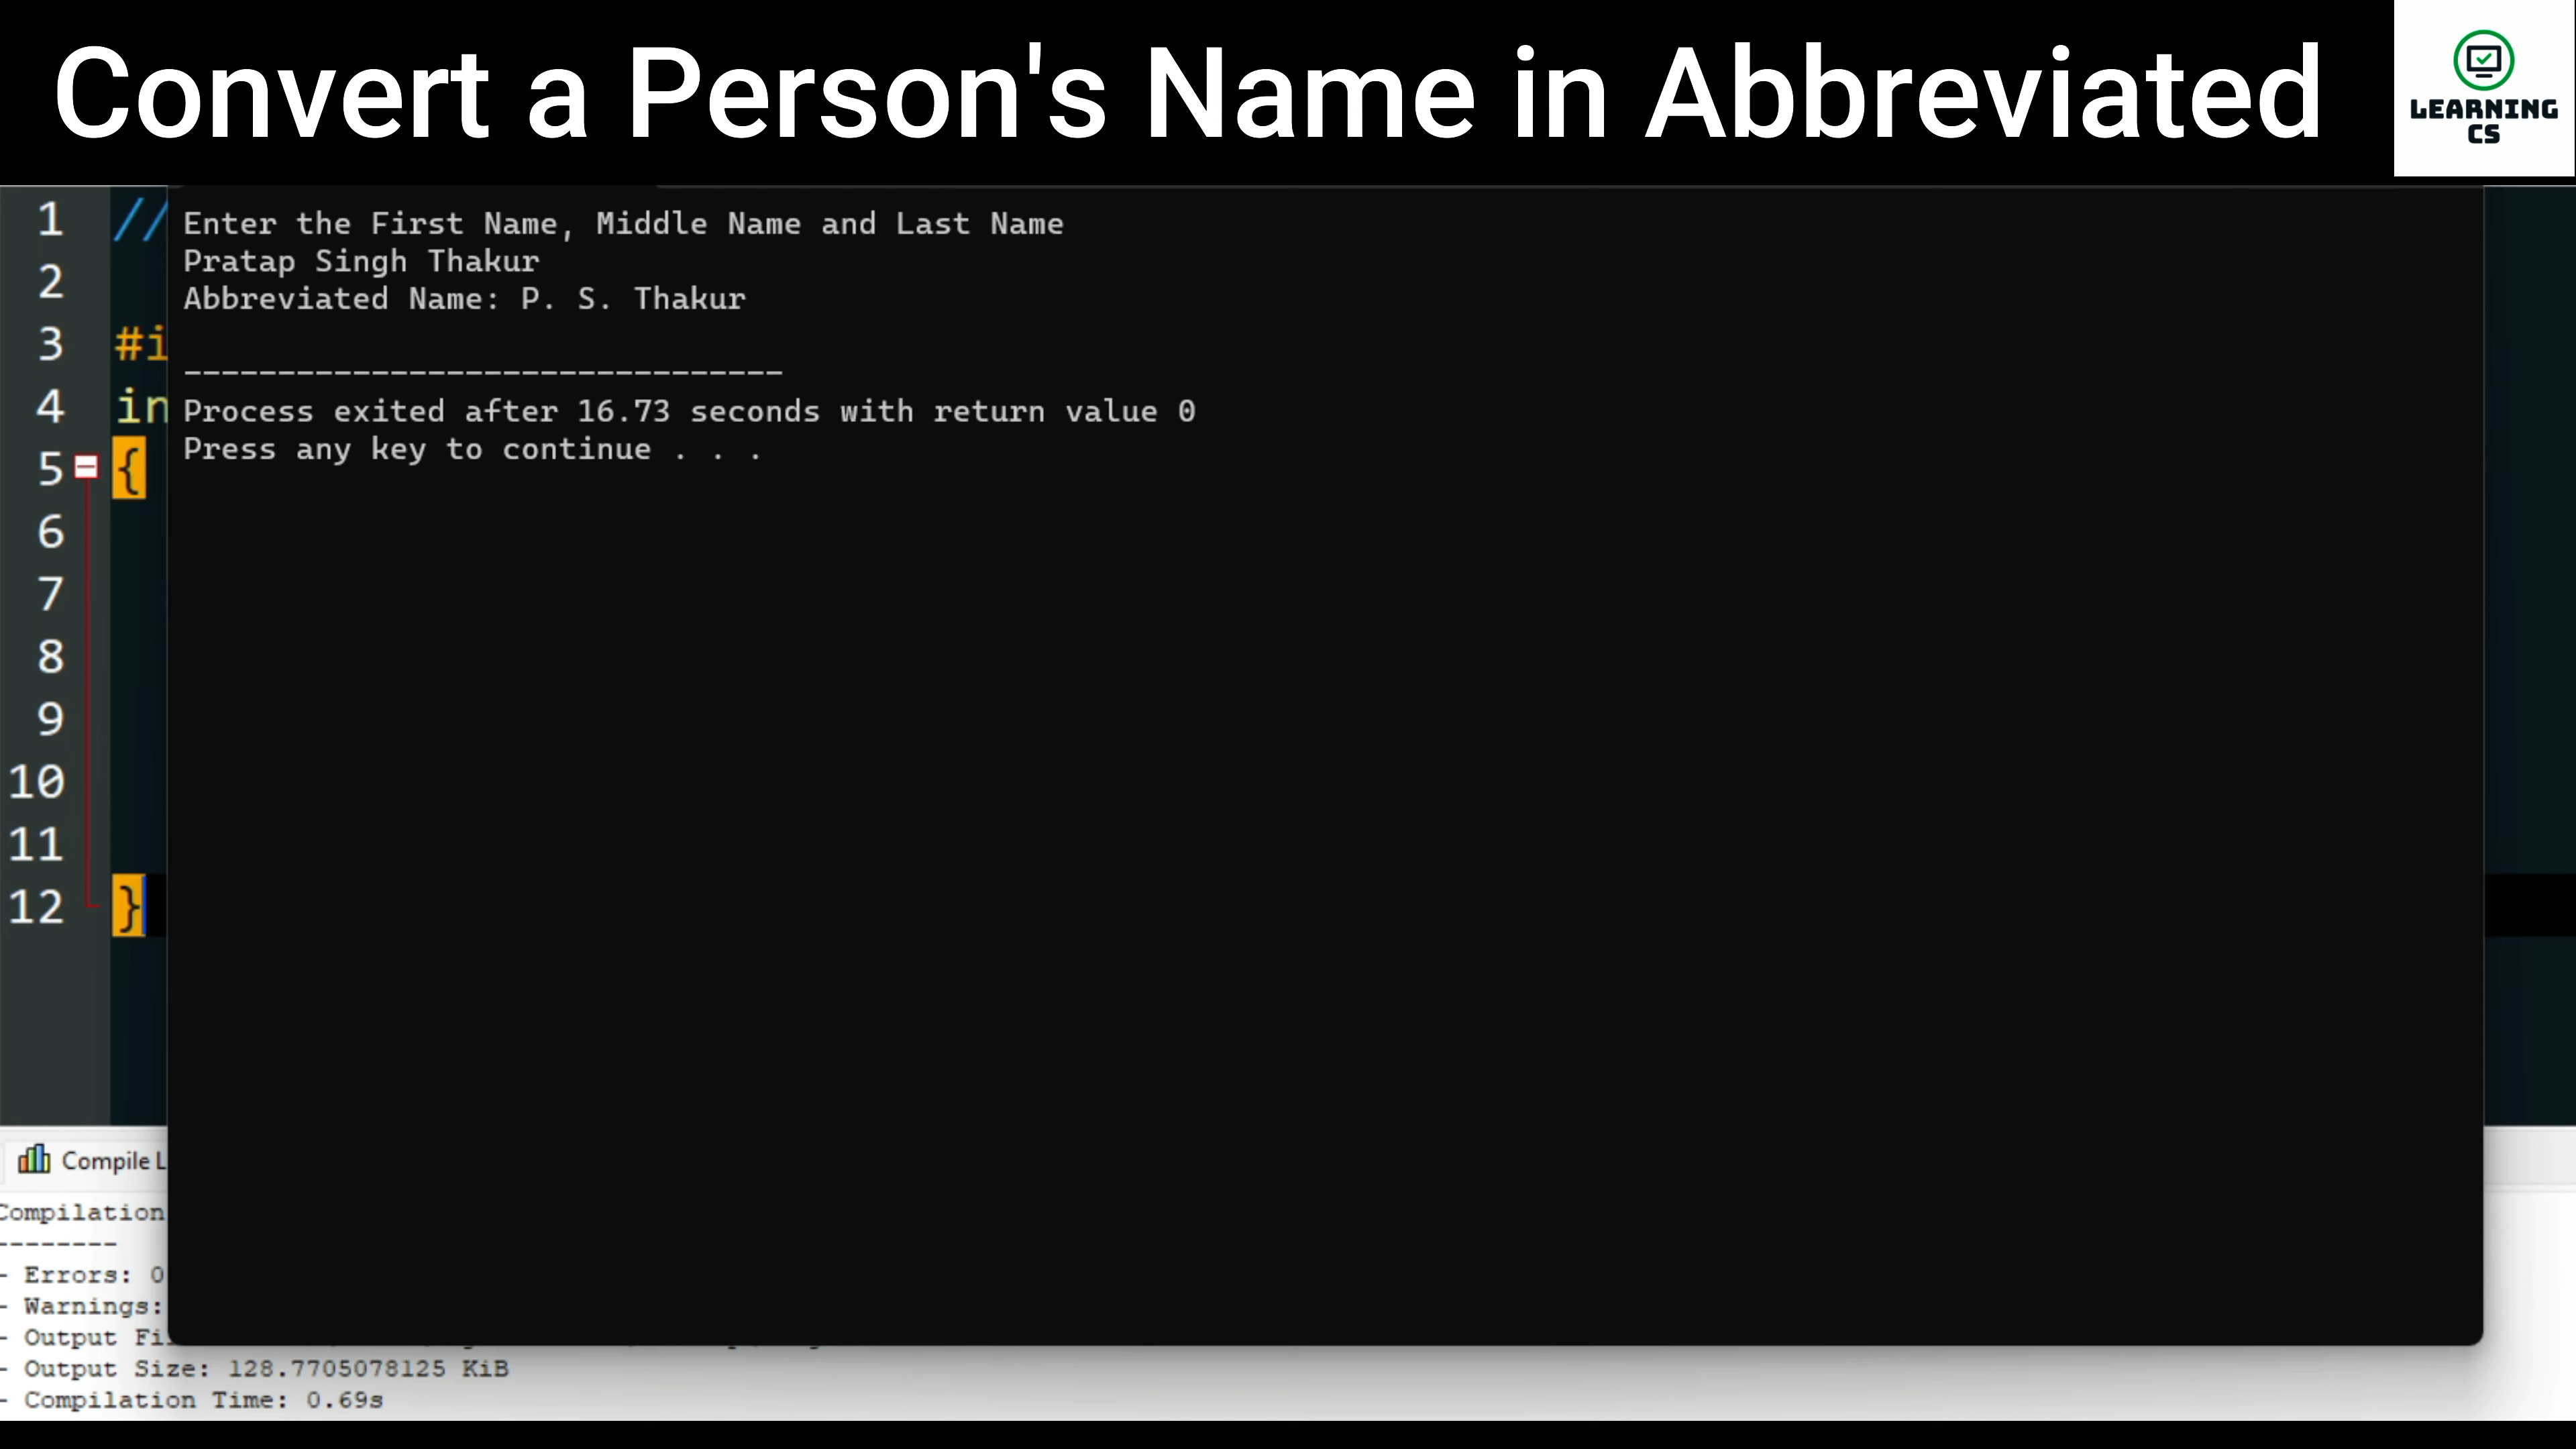 Convert a Person's Name in Abbreviated
LEARNING
CS
1 //
2
3 #i
4 in
5 {
6
7
8
9
10
11
12 }
Enter the First Name, Middle Name and Last Name
Pratap Singh Thakur
Abbreviated Name: P. S. Thakur
--------------------------------
Process exited after 16.73 seconds with return value 0
Press any key to continue . . .
Compile L
Compilation
--------
- Errors: 0
- Warnings:
- Output Fi
- Output Size: 128.7705078125 KiB
- Compilation Time: 0.69s